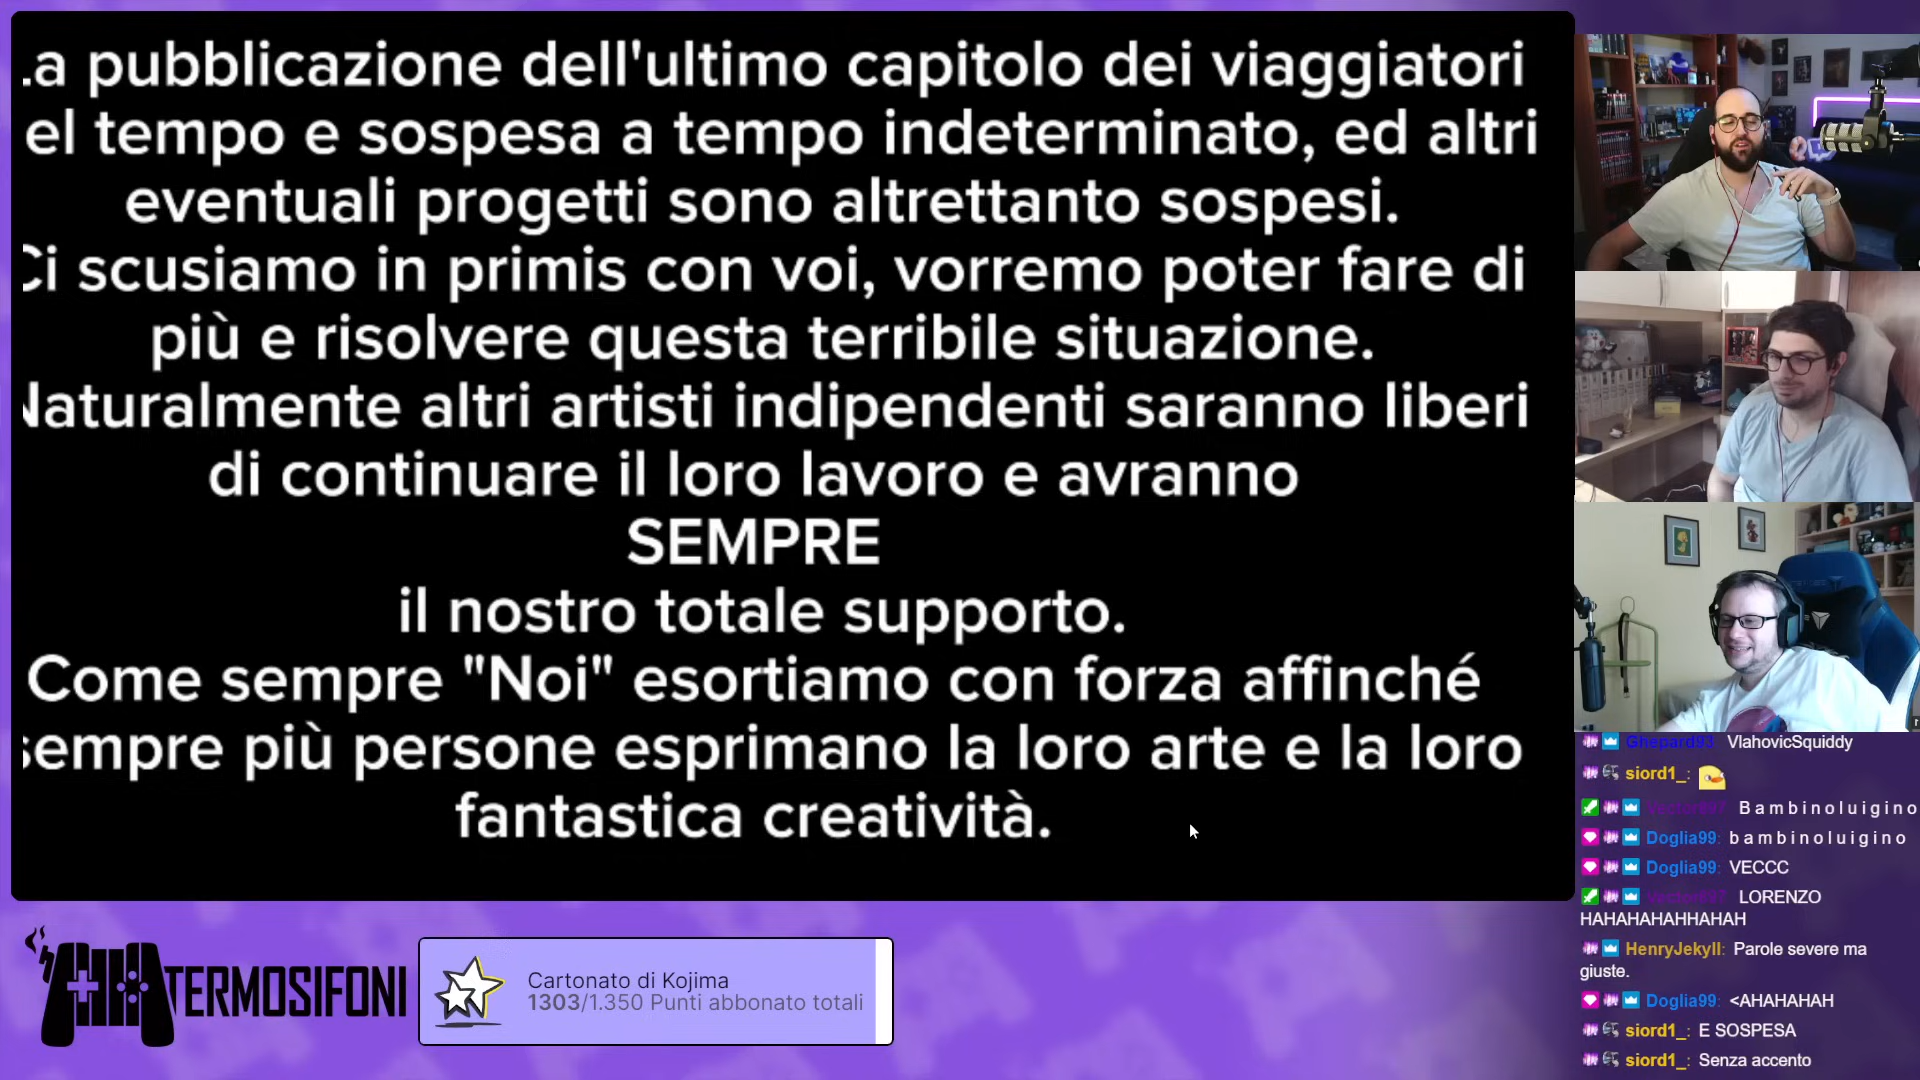 .a pubblicazione dell'ultimo capitolo dei viaggiatori
el tempo e sospesa a tempo indeterminato, ed altri
eventuali progetti sono altrettanto sospesi.
Ci scusiamo in primis con voi, vorremo poter fare di
più e risolvere questa terribile situazione.
Naturalmente altri artisti indipendenti saranno liberi
di continuare il loro lavoro e avranno
SEMPRE
il nostro totale supporto.
Come sempre "Noi" esortiamo con forza affinché
sempre più persone esprimano la loro arte e la loro
fantastica creatività.
TERMOSIFONI
Cartonato di Kojima
1303/1.350 Punti abbonato totali
Ghepard93 VlahovicSquiddy
siord1_:
Vector897 Bambinoluigino
Doglia99: bambinoluigino
Doglia99: VECCC
Vector897 LORENZO
HAHAHAHAHHAHAH
HenryJekyll: Parole severe ma
giuste.
Doglia99: <AHAHAHAH
siord1_: E SOSPESA
siord1_: Senza accento